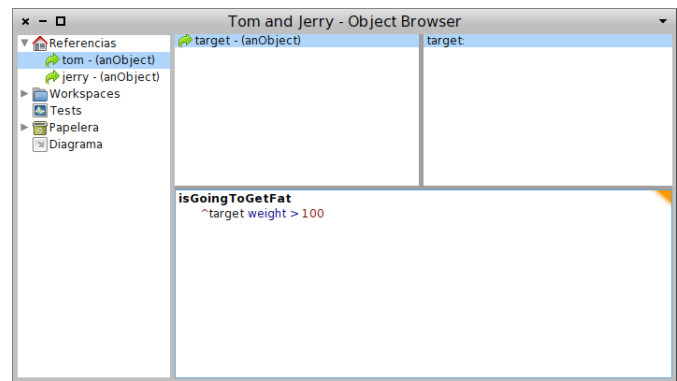 Tom and Jerry - Object Browser
Referencias
tom - (anObject)
jerry - (anObject)
Workspaces
Tests
Papelera
Diagrama
target - (anObject)
target:
isGoingToGetFat
^target weight > 100